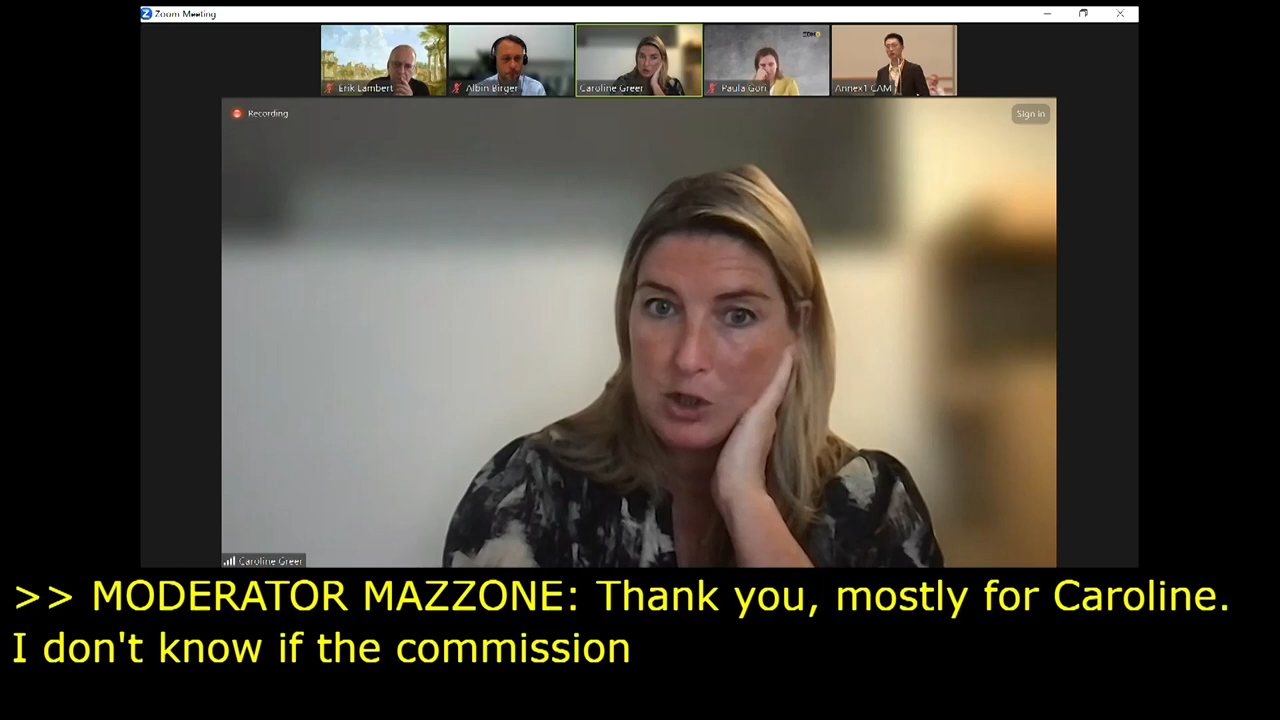 Zoom Meeting
EDMO
Erik Lambert
Albin Birger
Caroline Greer
Paula Gori
Annex1 CAM
Recording
Sign in
Caroline Greer
>> MODERATOR MAZZONE: Thank you, mostly for Caroline.
I don't know if the commission